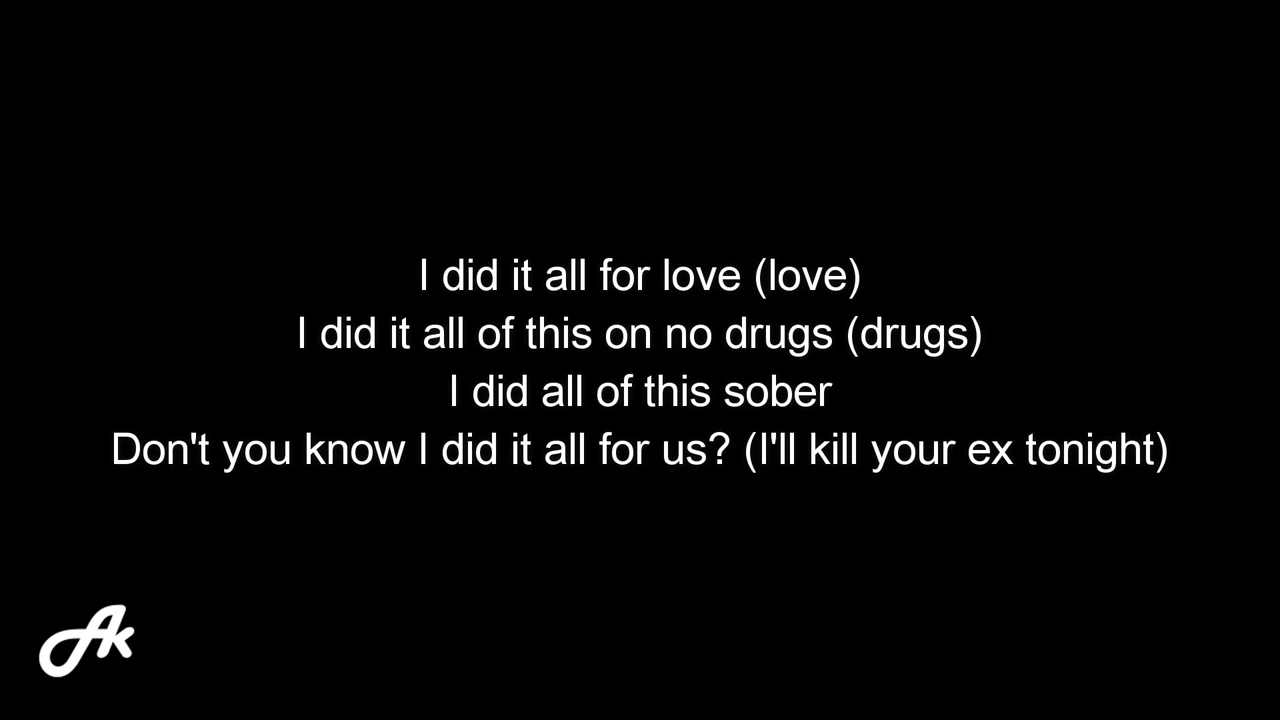 I did it all for love (love)
I did it all of this on no drugs (drugs)
I did all of this sober
Don't you know I did it all for us? (I'll kill your ex tonight)
Ak